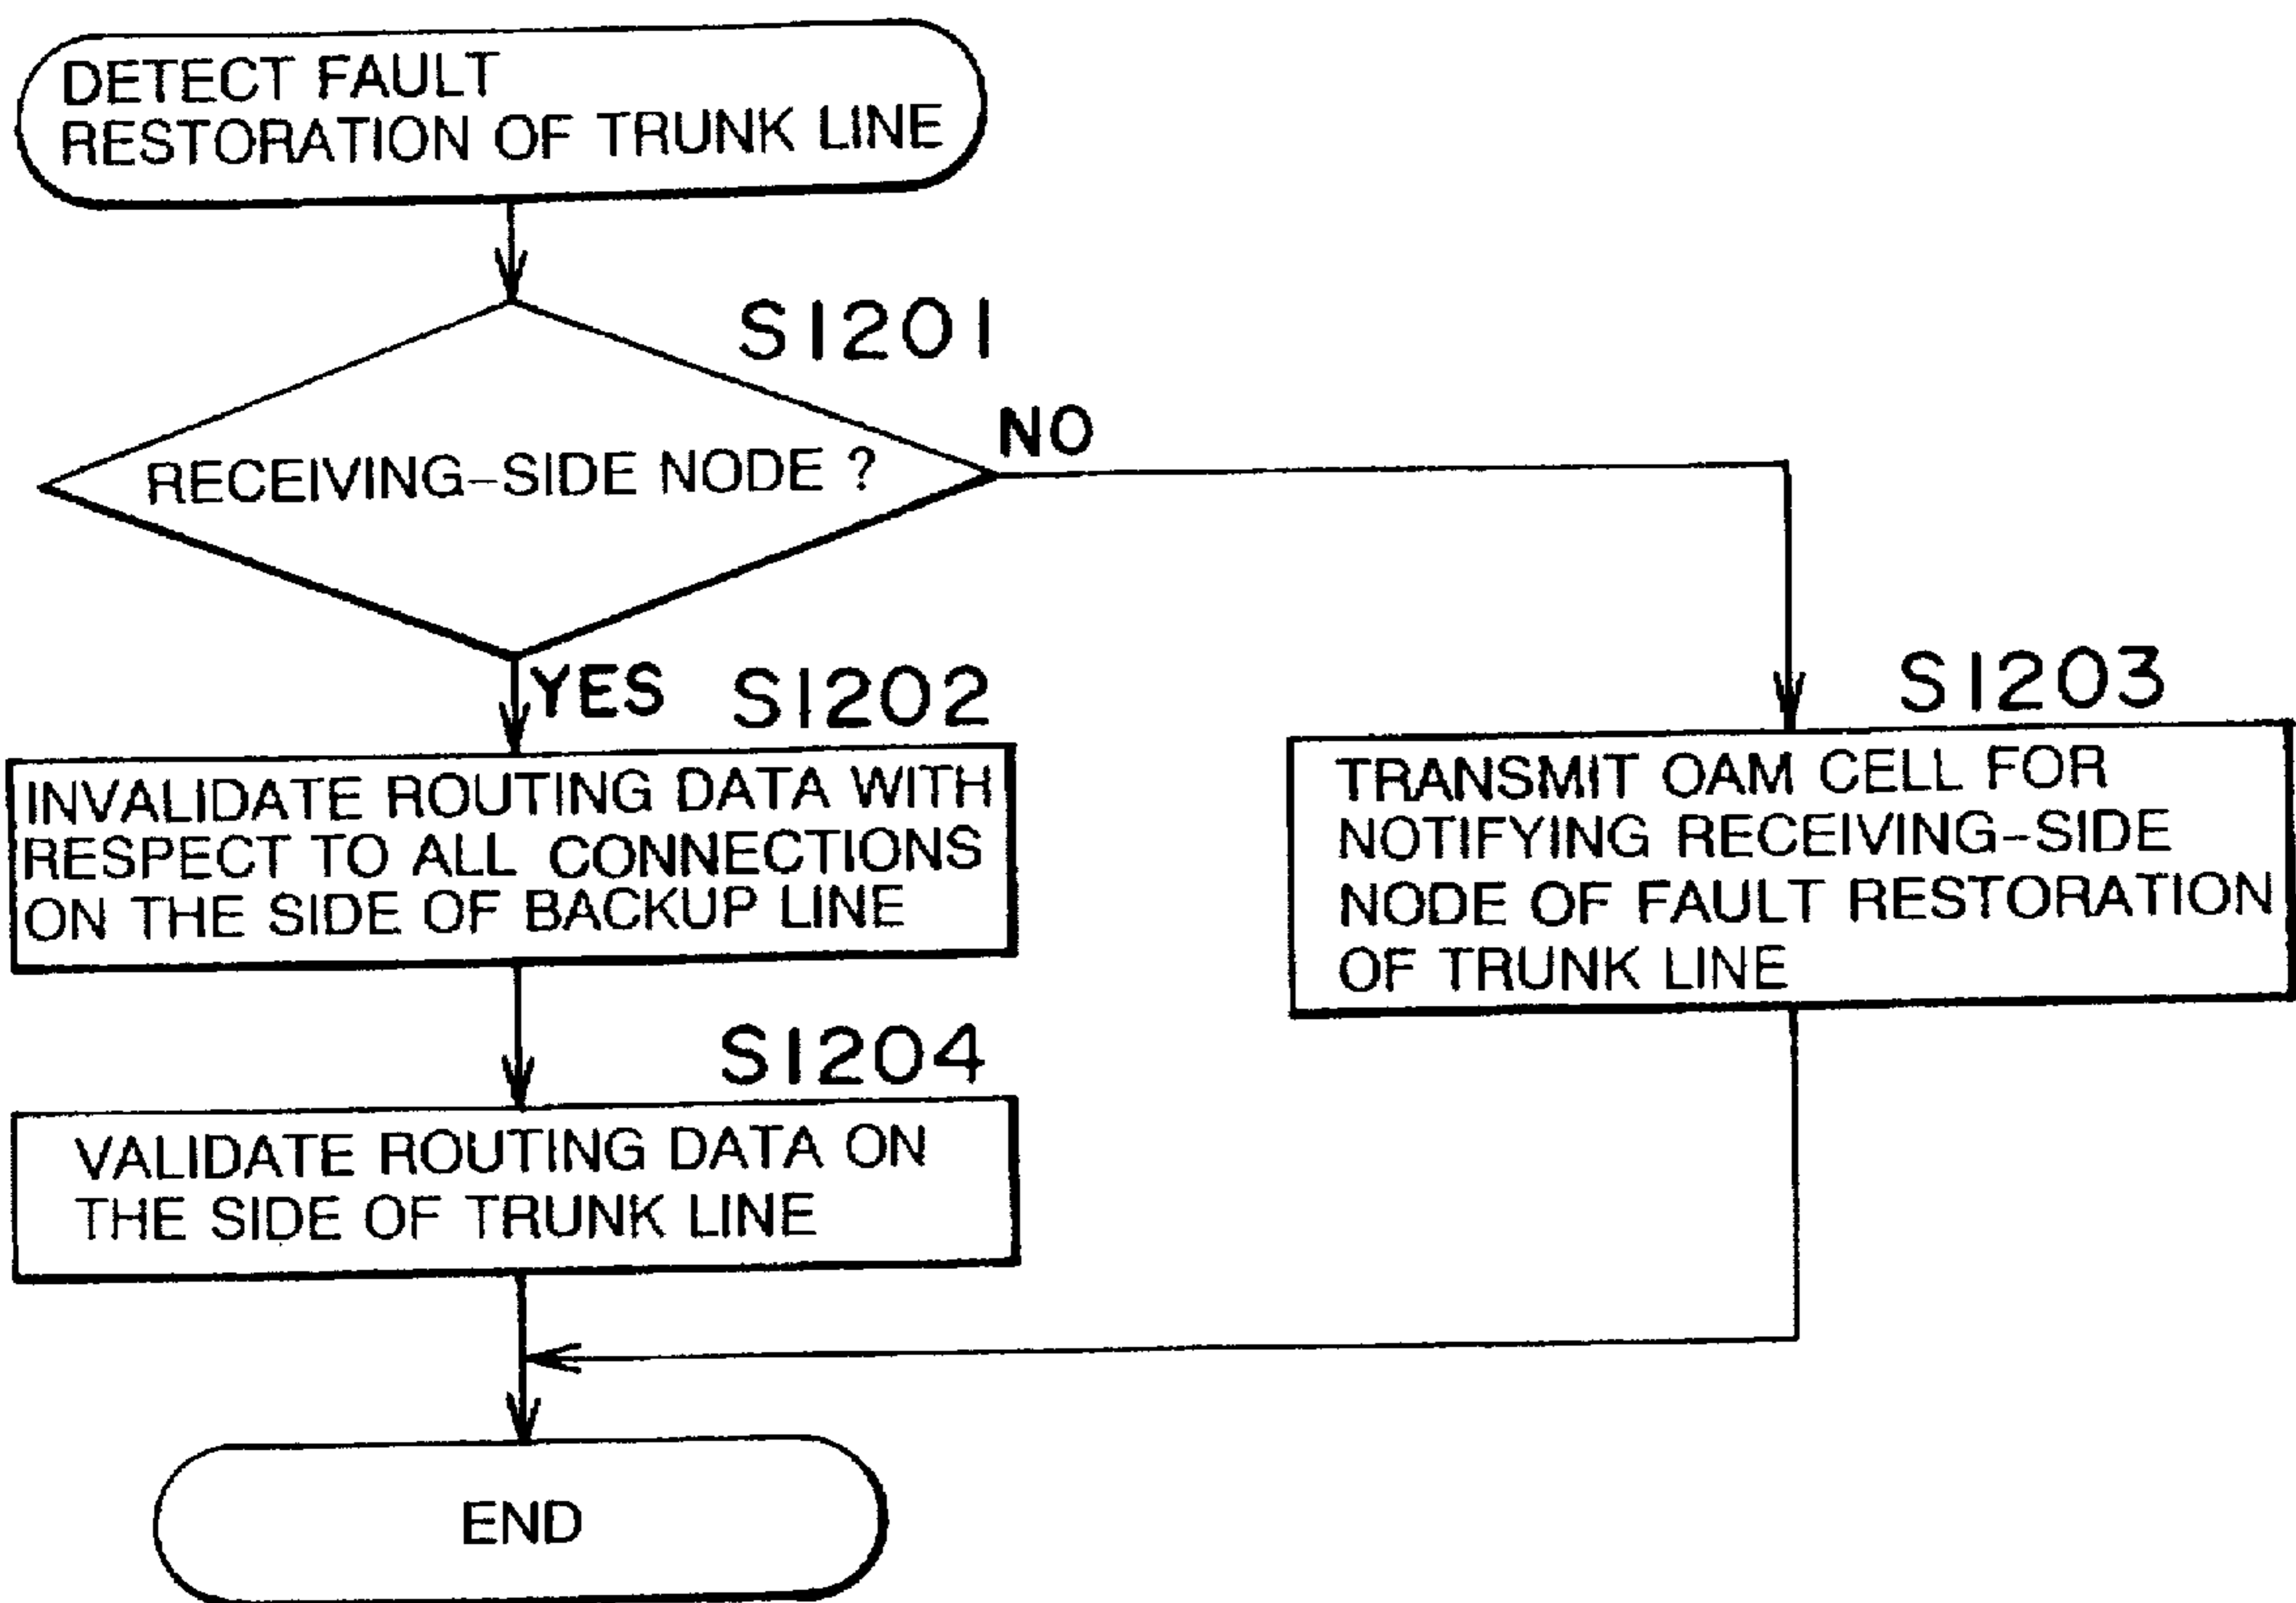 DETECT FAULT
RESTORATION OF TRUNK LINE
S1201
RECEIVING-SIDE NODE ?
NO
YES
S1202
INVALIDATE ROUTING DATA WITH
RESPECT TO ALL CONNECTIONS
ON THE SIDE OF BACKUP LINE
S1203
TRANSMIT OAM CELL FOR
NOTIFYING RECEIVING-SIDE
NODE OF FAULT RESTORATION
OF TRUNK LINE
S1204
VALIDATE ROUTING DATA ON
THE SIDE OF TRUNK LINE
END